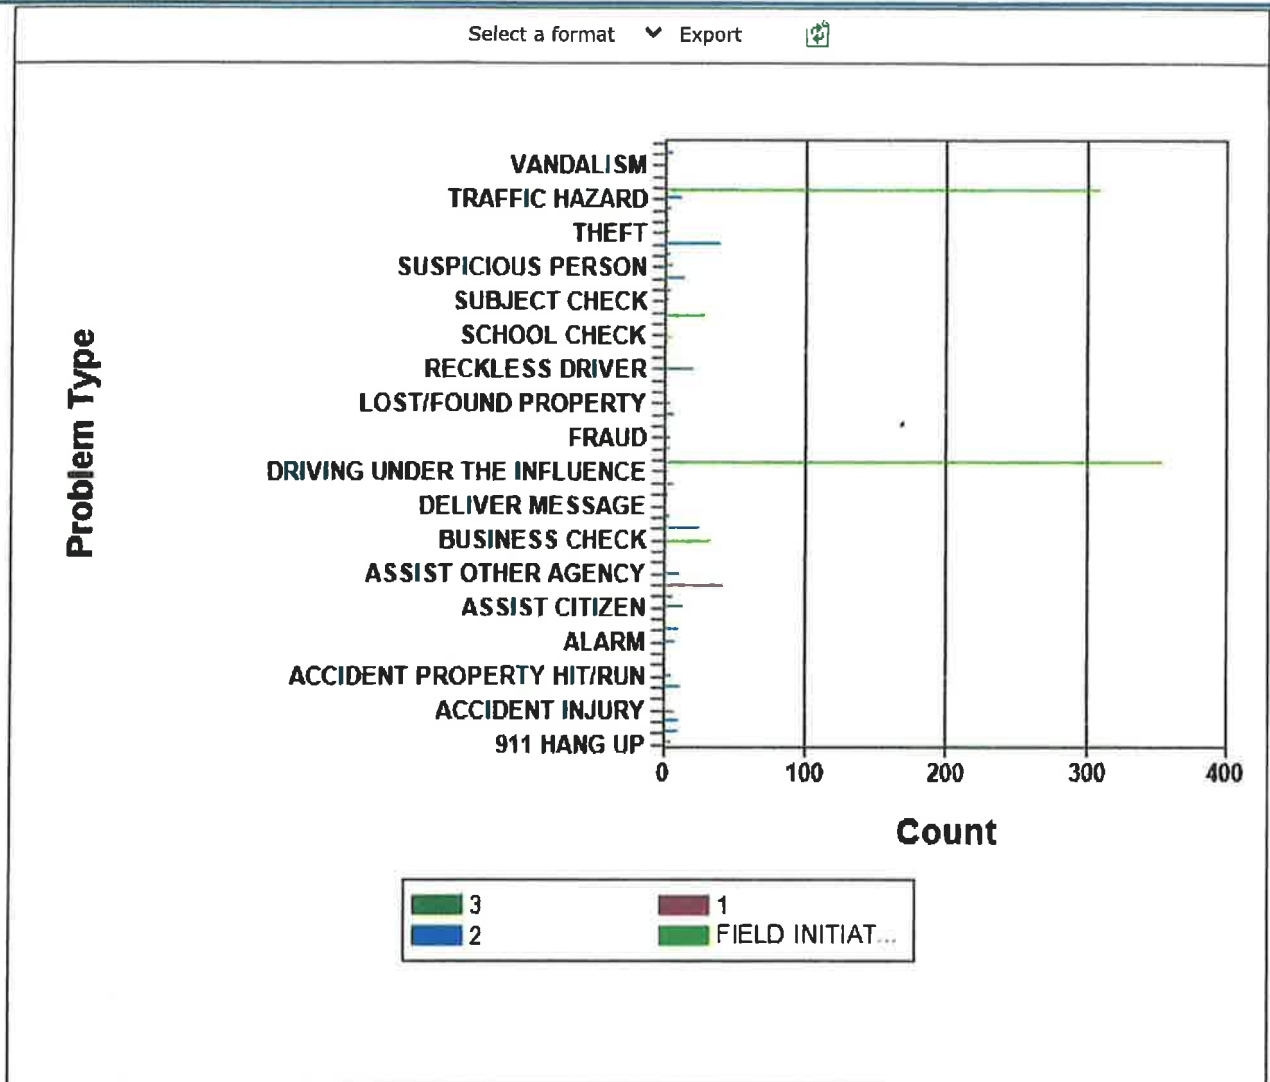 Select a format Export
VANDALISM
TRAFFIC HAZARD
THEFT
SUSPICIOUS PERSON
SUBJECT CHECK
SCHOOL CHECK
RECKLESS DRIVER
LOST/FOUND PROPERTY
FRAUD
DRIVING UNDER THE INFLUENCE
DELIVER MESSAGE
BUSINESS CHECK
ASSIST OTHER AGENCY
ASSIST CITIZEN
ALARM
ACCIDENT PROPERTY HIT/RUN
ACCIDENT INJURY
911 HANG UP
Problem Type
0 100 200 300 400
Count
3 1
2 FIELD INITIAT...